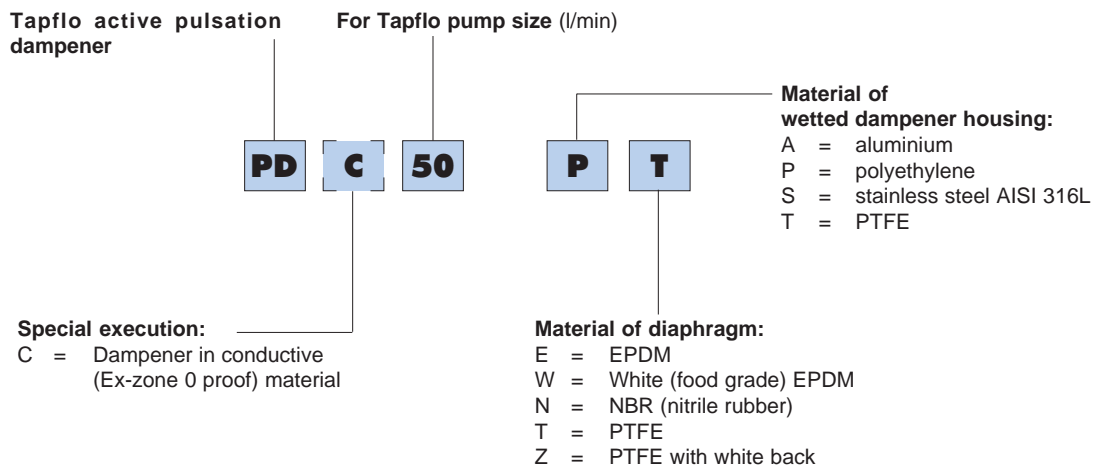 Tapflo active pulsation
dampener
For Tapflo pump size (l/min)
Material of
wetted dampener housing:
A = aluminium
P = polyethylene
S = stainless steel AISI 316L
T = PTFE
PD C 50 P T
Special execution:
C = Dampener in conductive
(Ex-zone 0 proof) material
Material of diaphragm:
E = EPDM
W = White (food grade) EPDM
N = NBR (nitrile rubber)
T = PTFE
Z = PTFE with white back